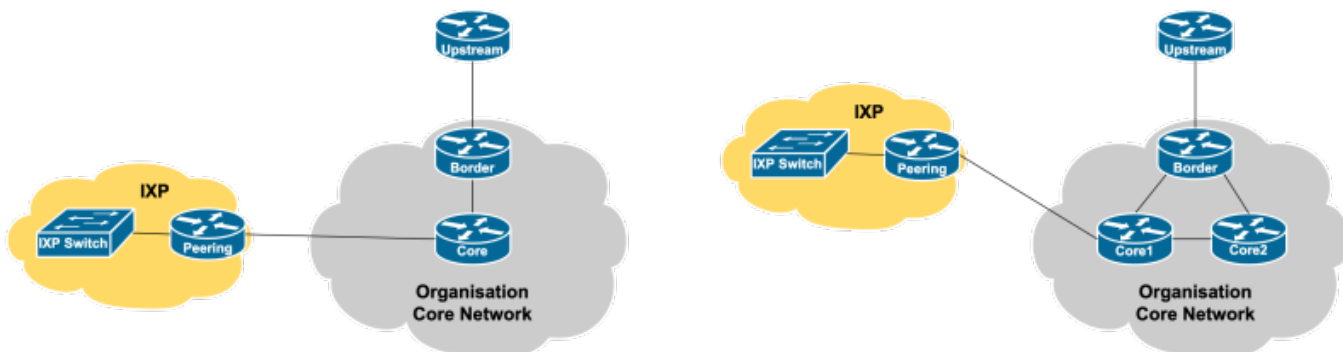 Upstream
Border
IXP
IXP Switch
Peering
Core
Organisation
Core Network
Upstream
IXP
IXP Switch
Peering
Border
Core1
Core2
Organisation
Core Network